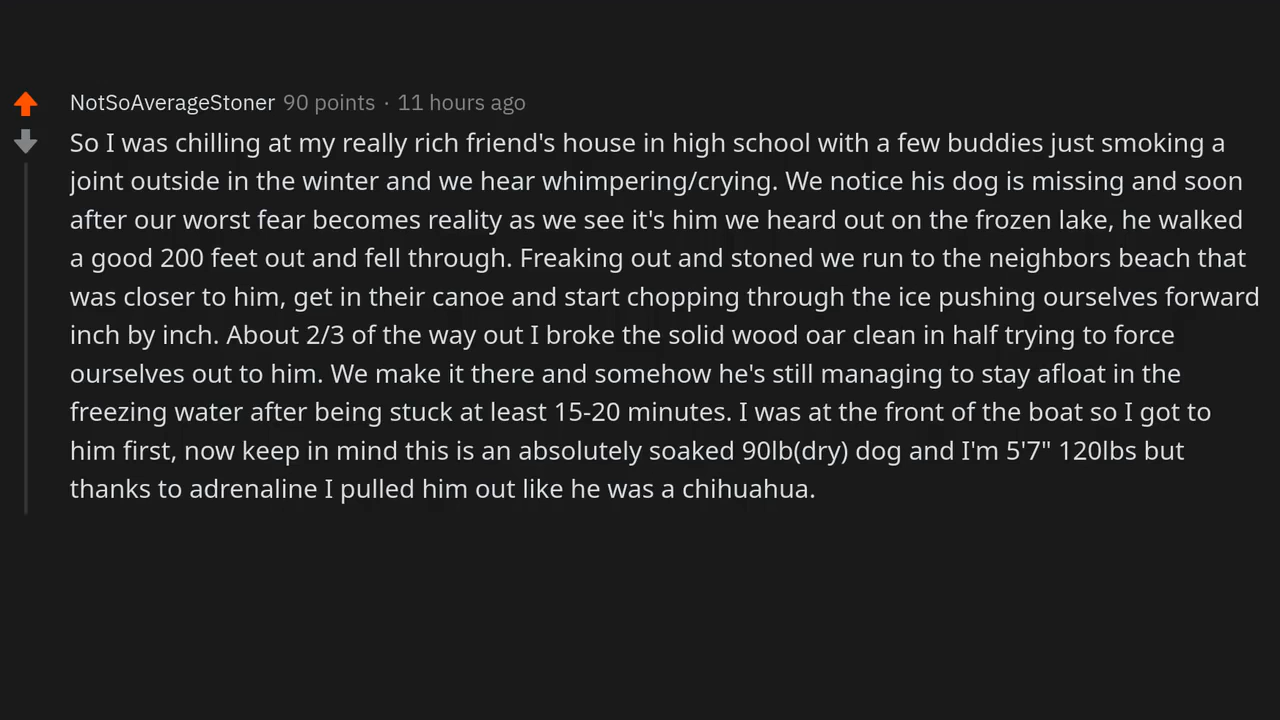 NotSoAverageStoner 90 points · 11 hours ago
So I was chilling at my really rich friend's house in high school with a few buddies just smoking a
joint outside in the winter and we hear whimpering/crying. We notice his dog is missing and soon
after our worst fear becomes reality as we see it's him we heard out on the frozen lake, he walked
a good 200 feet out and fell through. Freaking out and stoned we run to the neighbors beach that
was closer to him, get in their canoe and start chopping through the ice pushing ourselves forward
inch by inch. About 2/3 of the way out I broke the solid wood oar clean in half trying to force
ourselves out to him. We make it there and somehow he's still managing to stay afloat in the
freezing water after being stuck at least 15-20 minutes. I was at the front of the boat so I got to
him first, now keep in mind this is an absolutely soaked 90lb(dry) dog and I'm 5'7" 120lbs but
thanks to adrenaline I pulled him out like he was a chihuahua.